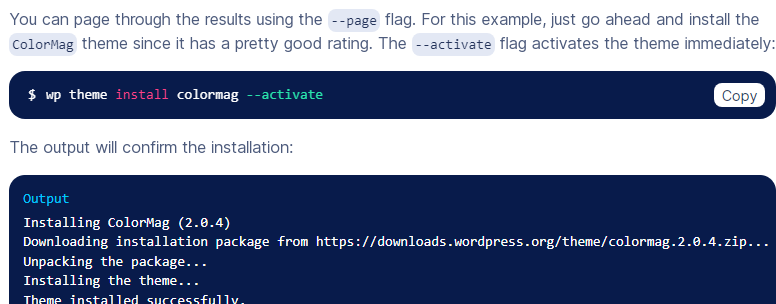 You can page through the results using the --page flag. For this example, just go ahead and install the
ColorMag theme since it has a pretty good rating. The --activate flag activates the theme immediately:
$ wp theme install colormag --activate
Copy
The output will confirm the installation:
Output
Installing ColorMag (2.0.4)
Downloading installation package from https://downloads.wordpress.org/theme/colormag.2.0.4.zip...
Unpacking the package...
Installing the theme...
Theme installed successfully.